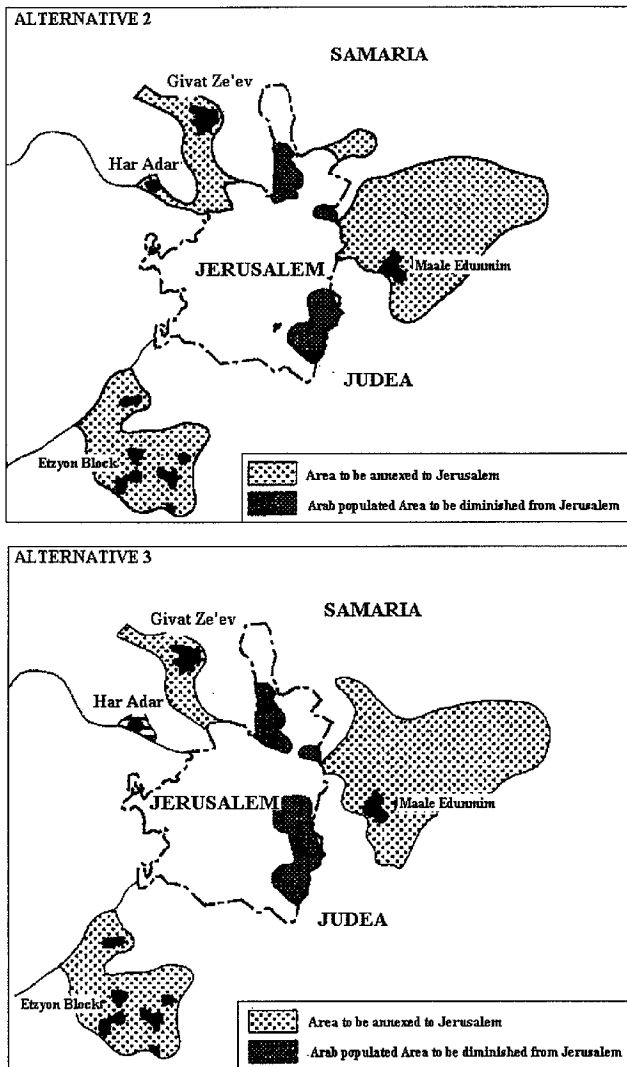 ALTERNATIVE 2
SAMARIA
Givat Ze'ev
Har Adar
JERUSALEM
Maale Edunmim
JUDEA
Etzyon Block
Area to be annexed to Jerusalem
Arab populated Area to be diminished from Jerusalem
ALTERNATIVE 3
SAMARIA
Givat Ze'ev
Har Adar
JERUSALEM
Maale Edunmim
JUDEA
Etzyon Block
Area to be annexed to Jerusalem
Arab populated Area to be diminished from Jerusalem